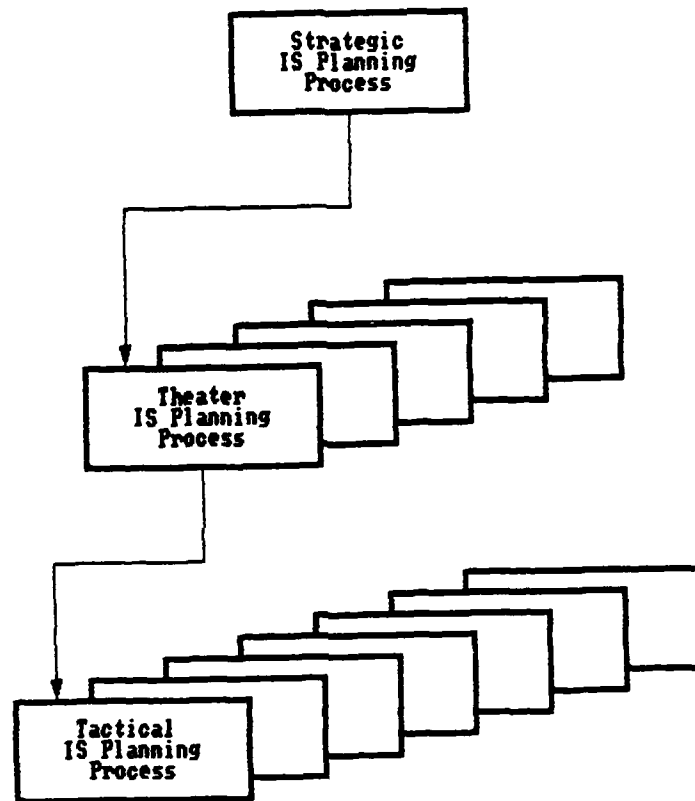 Strategic
IS Planning
Process
Theater
IS Planning
Process
Tactical
IS Planning
Process